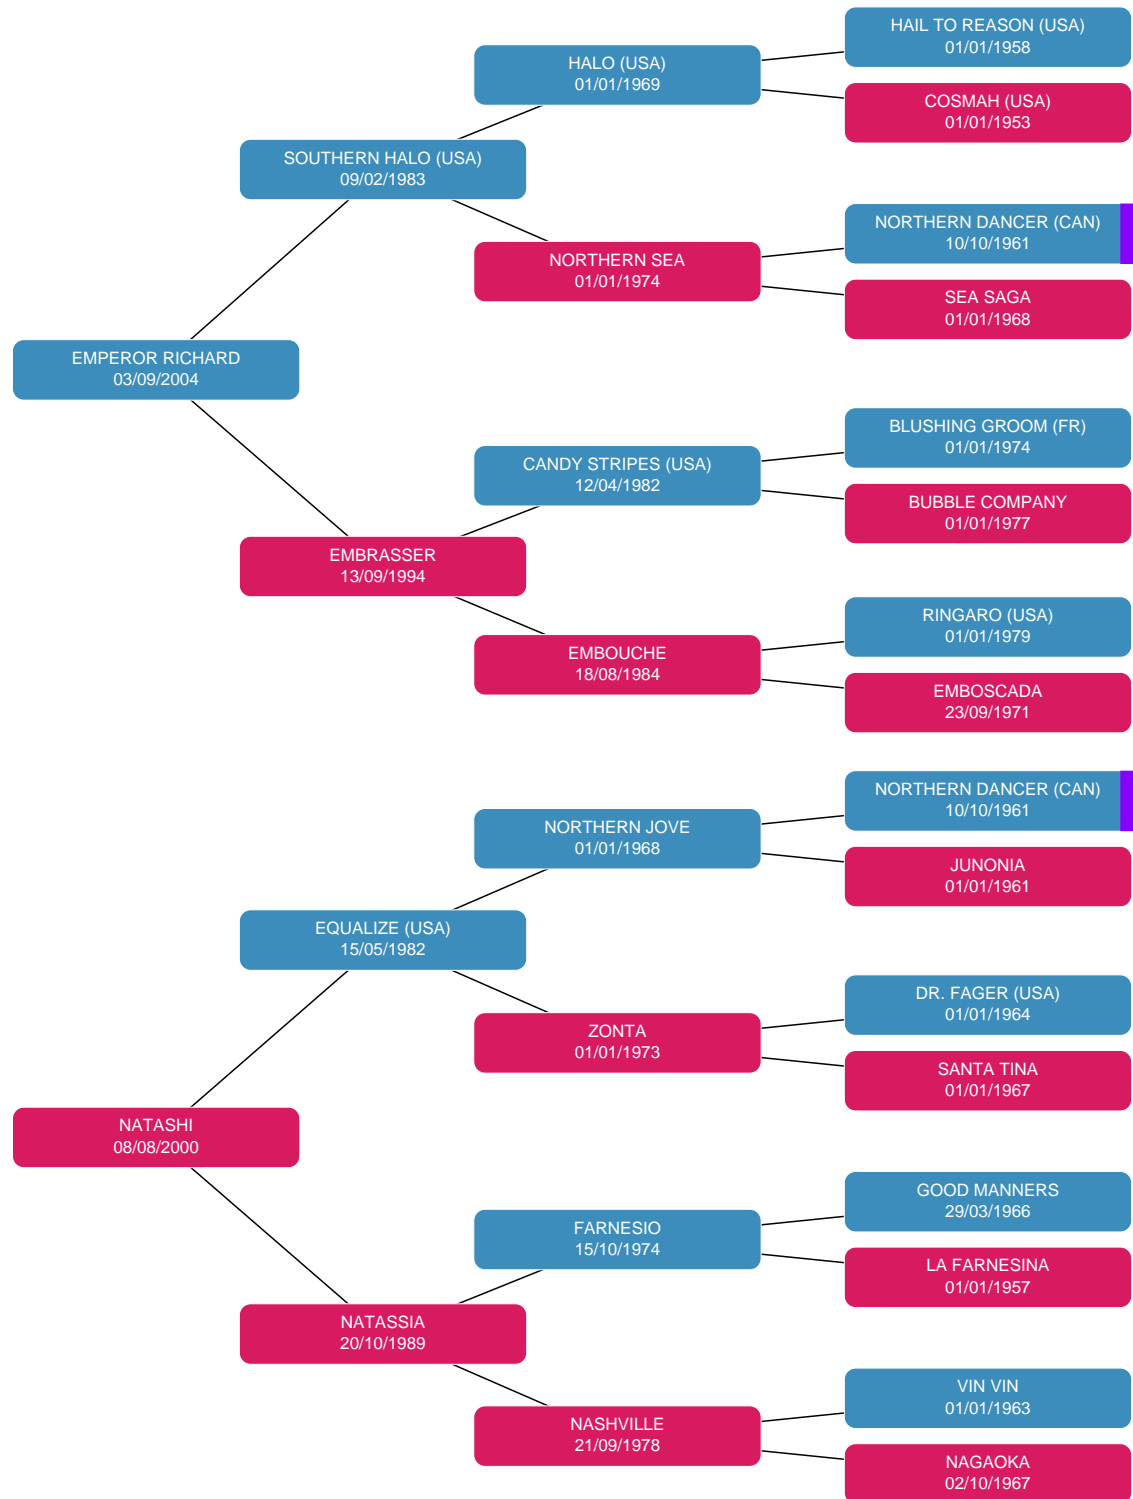 HAIL TO REASON (USA)
01/01/1958
HALO (USA)
01/01/1969
COSMAH (USA)
01/01/1953
SOUTHERN HALO (USA)
09/02/1983
NORTHERN DANCER (CAN)
10/10/1961
NORTHERN SEA
01/01/1974
SEA SAGA
01/01/1968
EMPEROR RICHARD
03/09/2004
BLUSHING GROOM (FR)
01/01/1974
CANDY STRIPES (USA)
12/04/1982
BUBBLE COMPANY
01/01/1977
EMBRASSER
13/09/1994
RINGARO (USA)
01/01/1979
EMBOUCHE
18/08/1984
EMBOSCADA
23/09/1971
NORTHERN DANCER (CAN)
10/10/1961
NORTHERN JOVE
01/01/1968
JUNONIA
01/01/1961
EQUALIZE (USA)
15/05/1982
DR. FAGER (USA)
01/01/1964
ZONTA
01/01/1973
SANTA TINA
01/01/1967
NATASHI
08/08/2000
GOOD MANNERS
29/03/1966
FARNESIO
15/10/1974
LA FARNESINA
01/01/1957
NATASSIA
20/10/1989
VIN VIN
01/01/1963
NASHVILLE
21/09/1978
NAGAOKA
02/10/1967